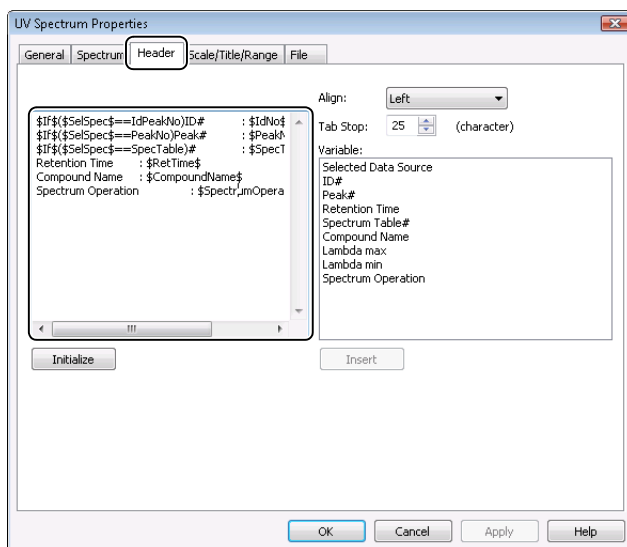 UV Spectrum Properties
General Spectrum Header Scale/Title/Range File
Align: Left
Tab Stop: 25 (character)
Variable:
$If$($SelSpec$==IdPeakNo)ID# : $IdNo$
$If$($SelSpec$==PeakNo)Peak# : $PeakN
$If$($SelSpec$==SpecTable)# : $SpecT
Retention Time : $RetTime$
Compound Name : $CompoundName$
Spectrum Operation : $SpectrumOpera
Selected Data Source
ID#
Peak#
Retention Time
Spectrum Table#
Compound Name
Lambda max
Lambda min
Spectrum Operation
Initialize
Insert
OK Cancel Apply Help